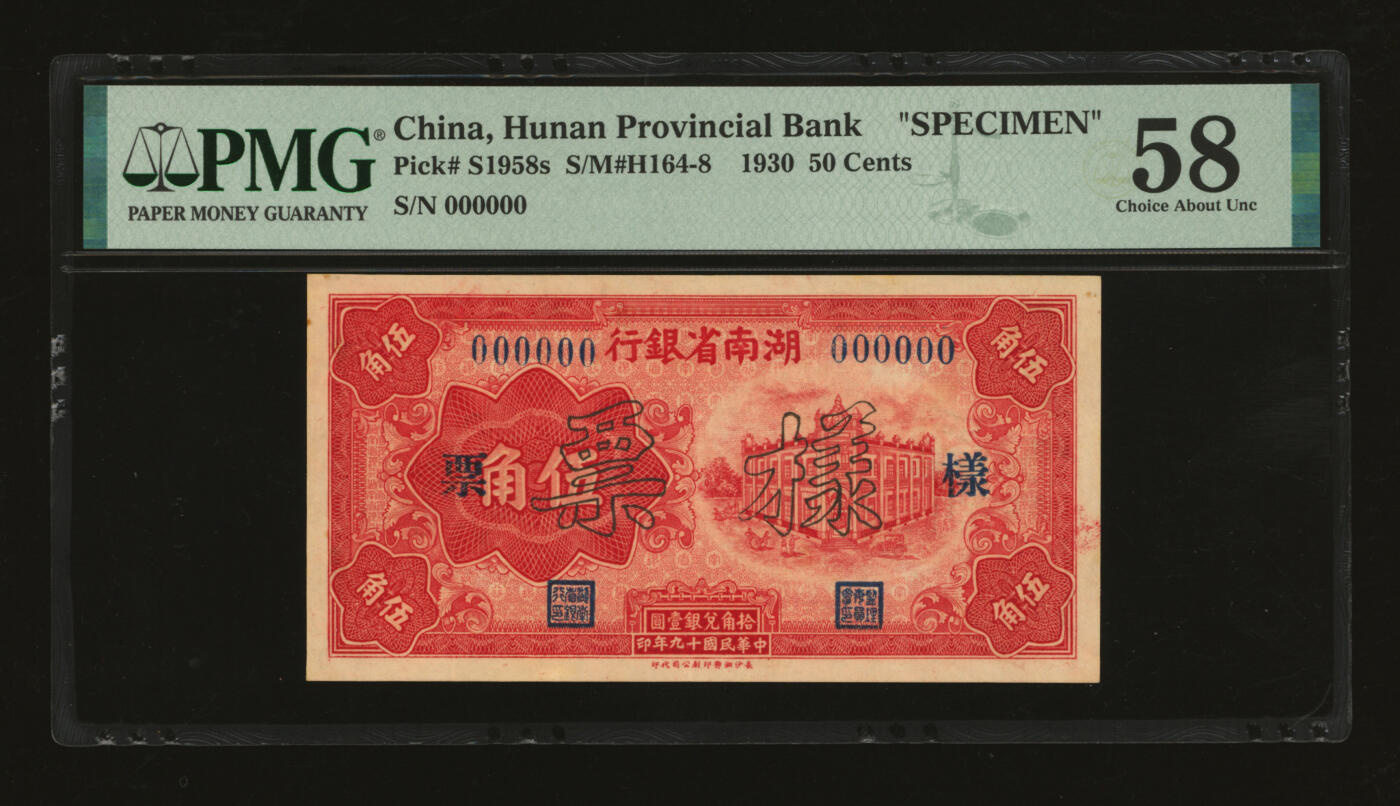 PMG®
PAPER MONEY GUARANTY
China, Hunan Provincial Bank "SPECIMEN"
Pick# S1958s S/M#H164-8 1930 50 Cents
S/N 000000
58
Choice About Unc
伍角
伍角
000000
湖南省銀行
000000
樣票
樣票
伍角
伍角
伍角
拾角兌銀壹圓
中華民國十九年印